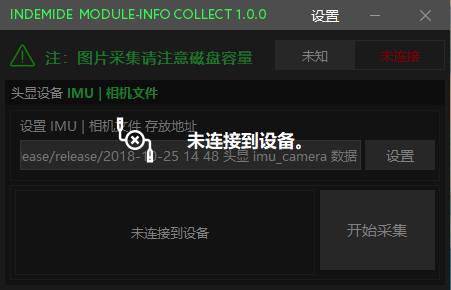 INDEMIDE MODULE-INFO COLLECT 1.0.0 设置
注：图片采集请注意磁盘容量 未知 未连接
头显设备 IMU | 相机文件
设置 IMU | 相机文件 存放地址
未连接到设备。
ease/release/2018-10-25 14 48 头显 imu_camera 数据 设置
未连接到设备 开始采集